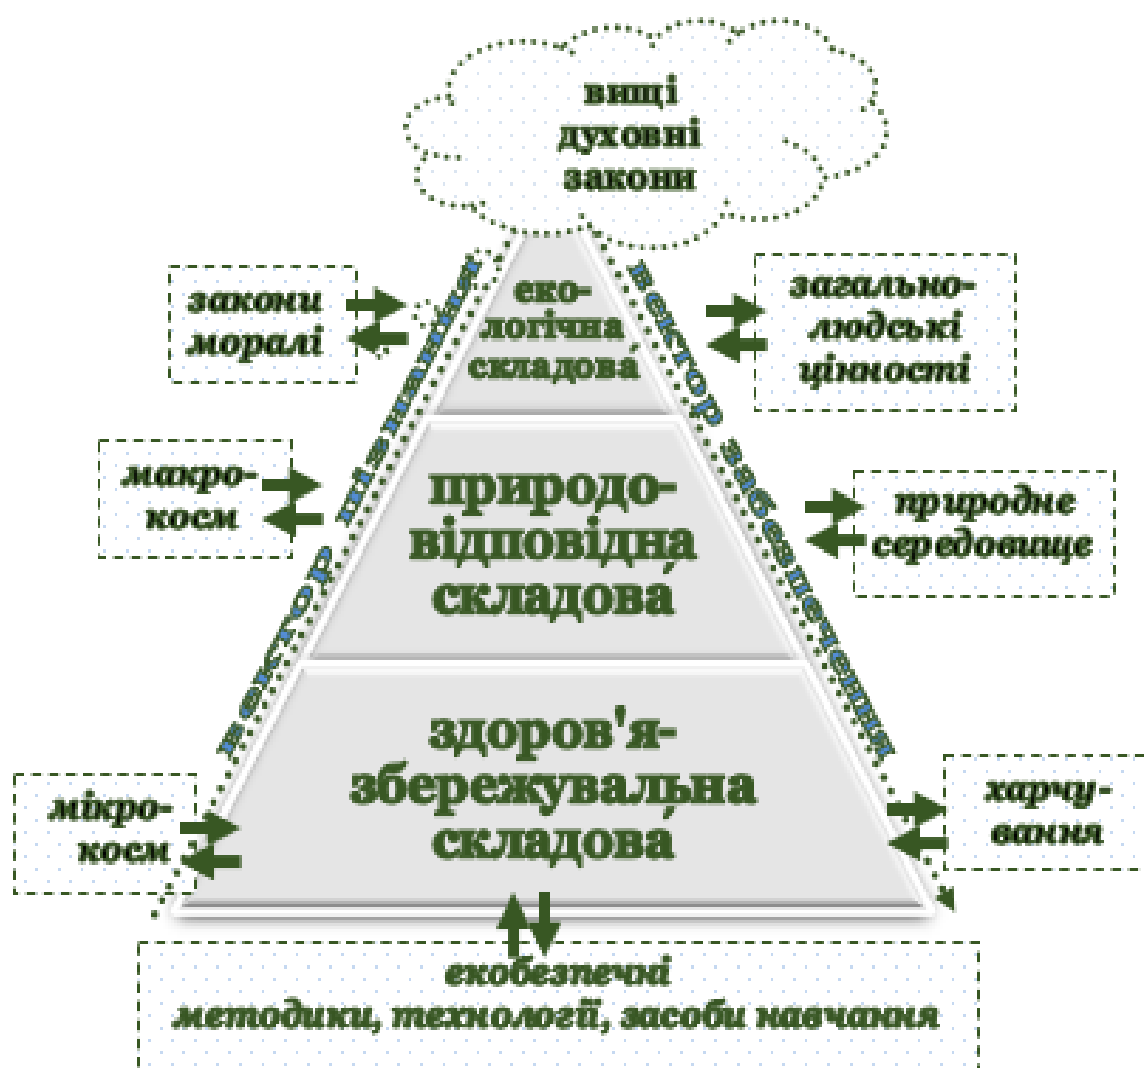 вищі
духовні
закони
закони
моралі
еко-
логічна
складова
загально-
людські
цінності
вектор пізнання
вектор забезпечення
макро-
косм
природо-
відповідна
складова
природне
середовище
здоров'я-
збережувальна
складова
мікро-
косм
харчу-
вання
екобезпечні
методики, технології, засоби навчання